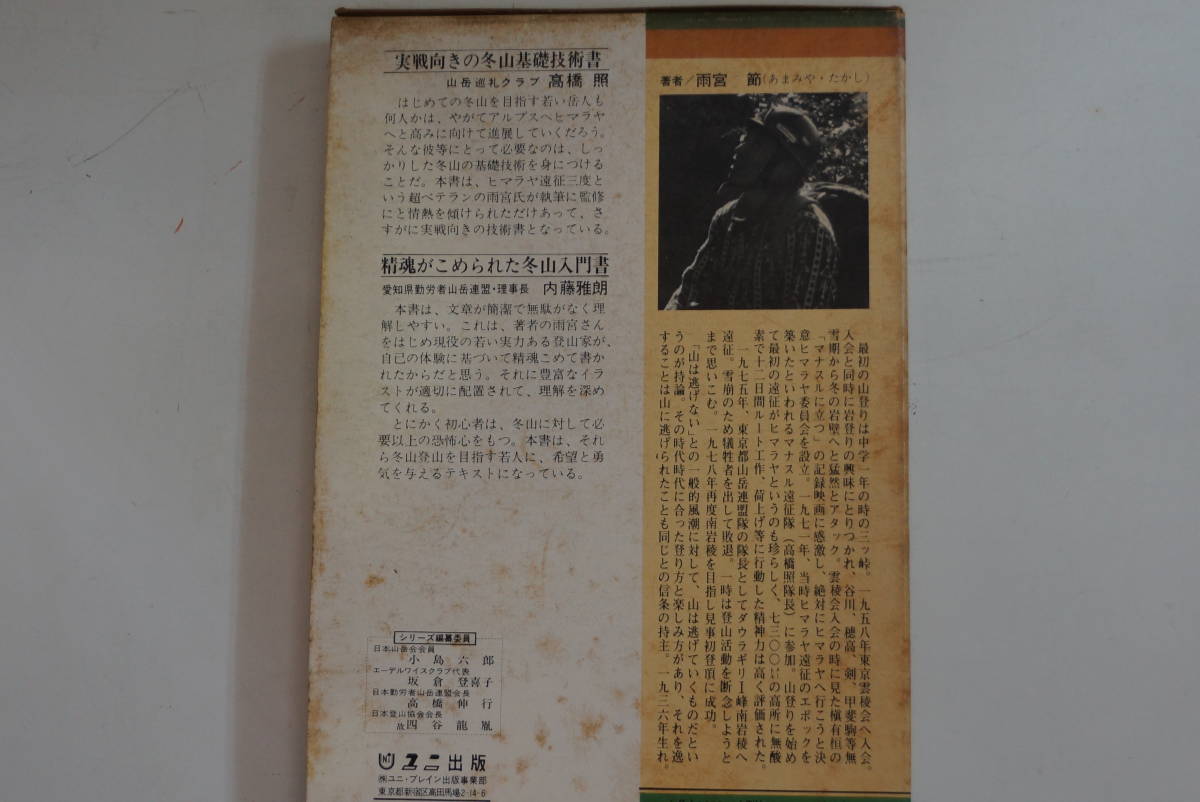 実戦向きの冬山基礎技術書
山岳巡礼クラブ 高橋 照
はじめての冬山を目指す若い岳人も
何人かは、やがてアルプスへヒマラヤ
へと高みに向けて進展していくだろう。
そんな彼等にとって必要なのは、しっ
かりした冬山の基礎技術を身につける
ことだ。本書は、ヒマラヤ遠征三度と
いう超ベテランの雨宮氏が執筆に監修
にと情熱を傾けられただけあって、さ
すがに実戦向きの技術書となっている。
精魂がこめられた冬山入門書
愛知県勤労者山岳連盟・理事長 内藤雅朗
本書は、文章が簡潔で無駄がなく理
解しやすい。これは、著者の雨宮さん
をはじめ現役の若い実力ある登山家が、
自己の体験に基づいて精魂こめて書か
れたからだと思う。それに豊富なイラ
ストが適切に配置されて、理解を深め
てくれる。
とにかく初心者は、冬山に対して必
要以上の恐怖心をもつ。本書は、それ
ら冬山登山を目指す若人に、希望と勇
気を与えるテキストになっている。
シリーズ編纂委員
日本山岳会会員
小島六郎
エーデルワイスクラブ代表
坂倉登喜子
日本勤労者山岳連盟会長
高橋伸行
日本登山協会会長
故四谷龍胤
ユニ出版
㈱ユニ・プレイン出版事業部
東京都新宿区高田馬場2-14-6
著者/雨宮 節(あまみや・たかし)
最初の山登りは中学一年の時の三ッ峠。一九五八年東京雲稜会へ入会。
入会と同時に岩登りの興味にとりつかれ、谷川、穂高、剣、甲斐駒等無
雪期から冬の岩壁へと猛然とアタック。雲稜会入会の時に見た槇有恒の
「マナスルに立つ」の記録映画に感激し、絶対にヒマラヤへ行こうと決
意ヒマラヤ委員会を設立。一九七一年、当時ヒマラヤ遠征のエポックを
築いたといわれるマナスル遠征隊(高橋照隊長)に参加。山登りを始め
て最初の遠征がヒマラヤというのも珍らしく、七三〇〇㍍の高所に無酸
素で十二日間ルート工作、荷上げ等に行動した精神力は高く評価された。
一九七五年、東京都山岳連盟隊の隊長としてダウラギリⅠ峰南岩稜へ
遠征。雪崩のため犠牲者を出して敗退。一時は登山活動を断念しようと
まで思いこむ。一九七八年再度南岩稜を目指し見事初登頂に成功。
「山は逃げない」との一般的風潮に対して、山は逃げていくものだとい
うのが持論。その時代時代に合った登り方と楽しみ方があり、それを逸
することは山に逃げられたことも同じとの信条の持主。一九三六年生れ。